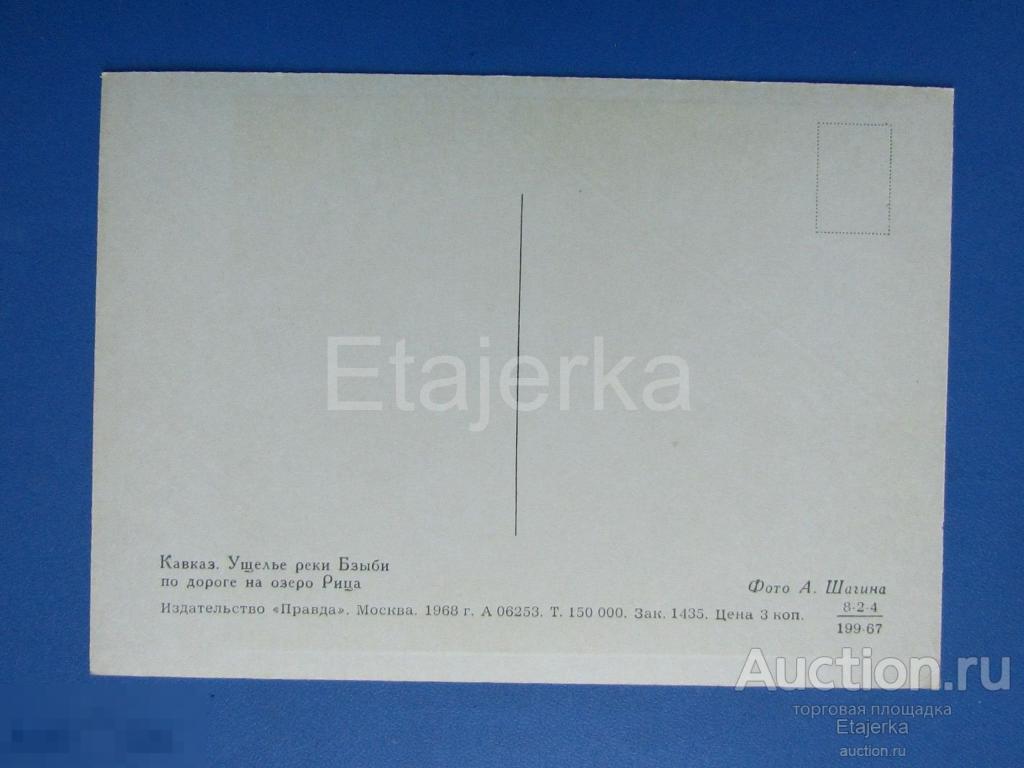 Etajerka
Кавказ. Ущелье реки Бзыби
по дороге на озеро Рица
Фото А. Шагина
Издательство «Правда». Москва. 1968 г. А 06253. Т. 150 000. Зак. 1435. Цена 3 коп.
8-2-4
199-67
Auction.ru
торговая площадка
Etajerka
auction.ru